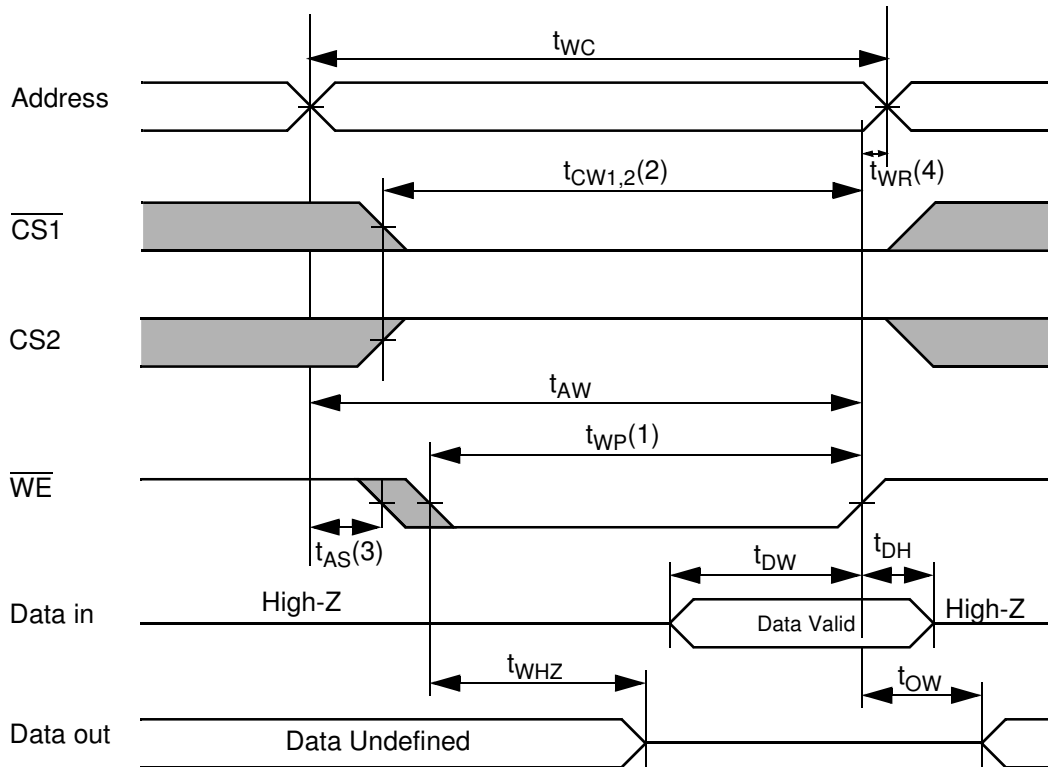 tWC
Address
tCW1,2(2)
tWR(4)
CS1
CS2
tAW
tWP(1)
WE
tAS(3)
tDW
tDH
Data in
High-Z
Data Valid
High-Z
tWHZ
tOW
Data out
Data Undefined